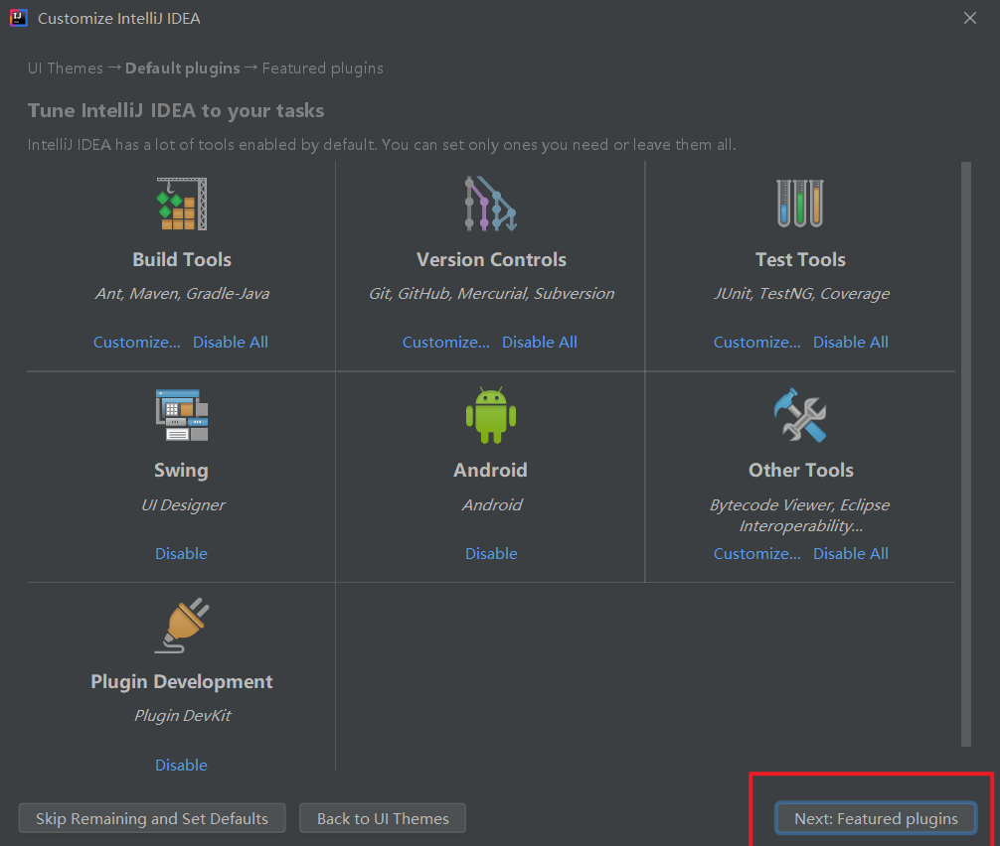 Customize IntelliJ IDEA
UI Themes → Default plugins → Featured plugins
Tune IntelliJ IDEA to your tasks
IntelliJ IDEA has a lot of tools enabled by default. You can set only ones you need or leave them all.
Build Tools
Ant, Maven, Gradle-Java
Customize... Disable All
Version Controls
Git, GitHub, Mercurial, Subversion
Customize... Disable All
Test Tools
JUnit, TestNG, Coverage
Customize... Disable All
Swing
UI Designer
Disable
Android
Android
Disable
Other Tools
Bytecode Viewer, Eclipse
Interoperability...
Customize... Disable All
Plugin Development
Plugin DevKit
Disable
Skip Remaining and Set Defaults
Back to UI Themes
Next: Featured plugins